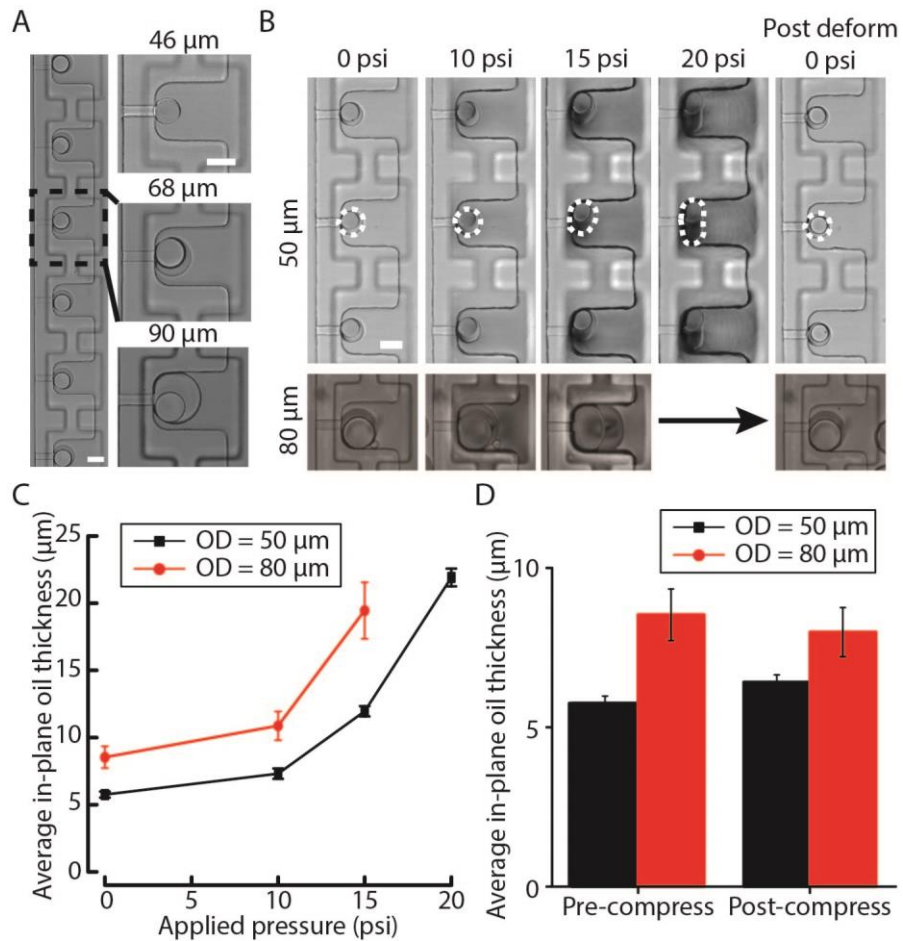 A
46 μm
68 μm
90 μm
B
Post deform
0 psi
10 psi
15 psi
20 psi
0 psi
50 μm
80 μm
C
Average in-plane oil thickness (μm)
25
20
15
10
5
0
OD = 50 μm
OD = 80 μm
0
5
10
15
20
Applied pressure (psi)
D
OD = 50 μm
OD = 80 μm
Average in-plane oil thickness (μm)
10
5
0
Pre-compress
Post-compress